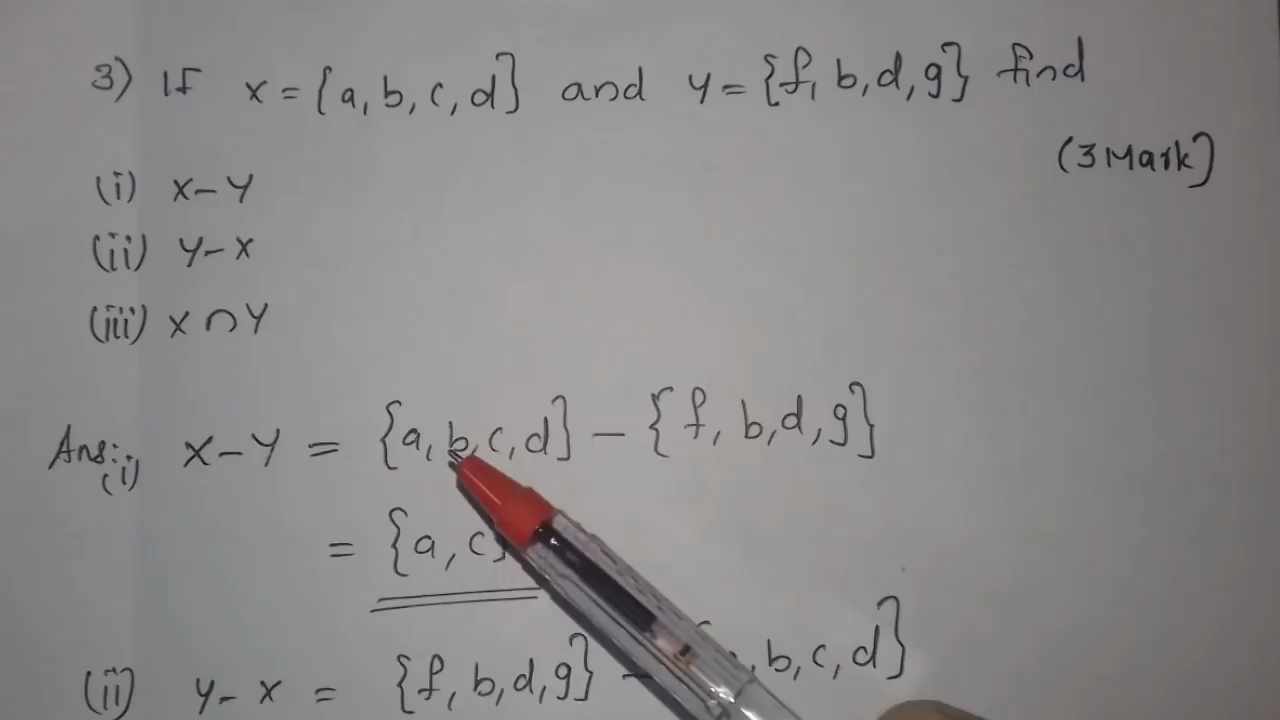 3) If x = {a, b, c, d} and y = {f, b, d, g} find
(3 Mark)
(i) x - y
(ii) y - x
(iii) x ∩ y
Ans:- (i) x - y = {a, b, c, d} - {f, b, d, g}
= {a, c}
(ii) y - x = {f, b, d, g} - , b, c, d}